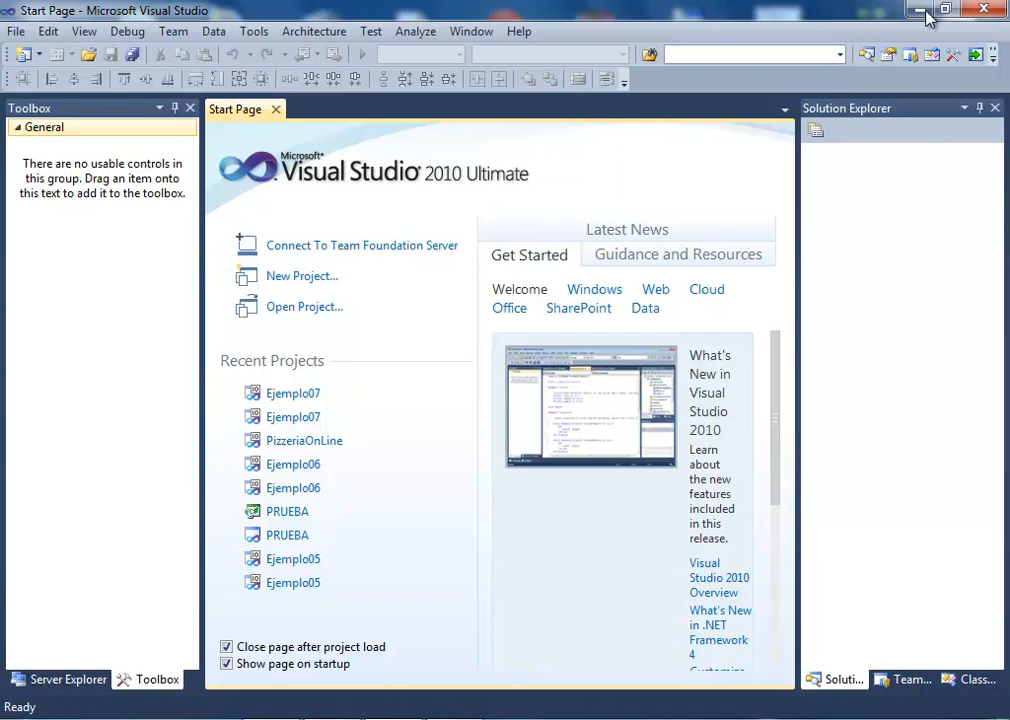 Start Page - Microsoft Visual Studio
File Edit View Debug Team Data Tools Architecture Test Analyze Window Help
Toolbox
General
There are no usable controls in
this group. Drag an item onto
this text to add it to the toolbox.
Server Explorer Toolbox
Start Page
Microsoft®
Visual Studio® 2010 Ultimate
Connect To Team Foundation Server
New Project...
Open Project...
Recent Projects
Ejemplo07
Ejemplo07
PizzeriaOnLine
Ejemplo06
Ejemplo06
PRUEBA
PRUEBA
Ejemplo05
Ejemplo05
Close page after project load
Show page on startup
Latest News
Get Started Guidance and Resources
Welcome Windows Web Cloud
Office SharePoint Data
What's
New in
Visual
Studio
2010
Learn
about
the new
features
included
in this
release.
Visual
Studio 2010
Overview
What's New
in .NET
Framework
4
Solution Explorer
Soluti... Team... Class...
Ready